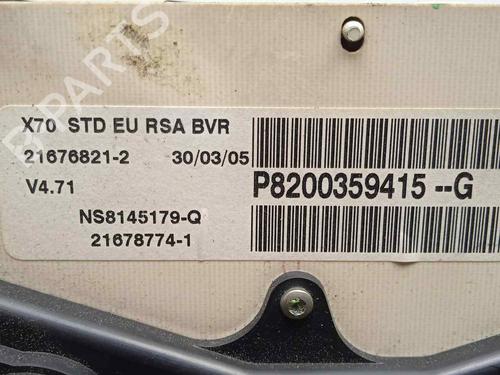 X70 STD EU RSA BVR
21676821-2 30/03/05
V4.71
P8200359415 --G
NS8145179-Q
21678774-1